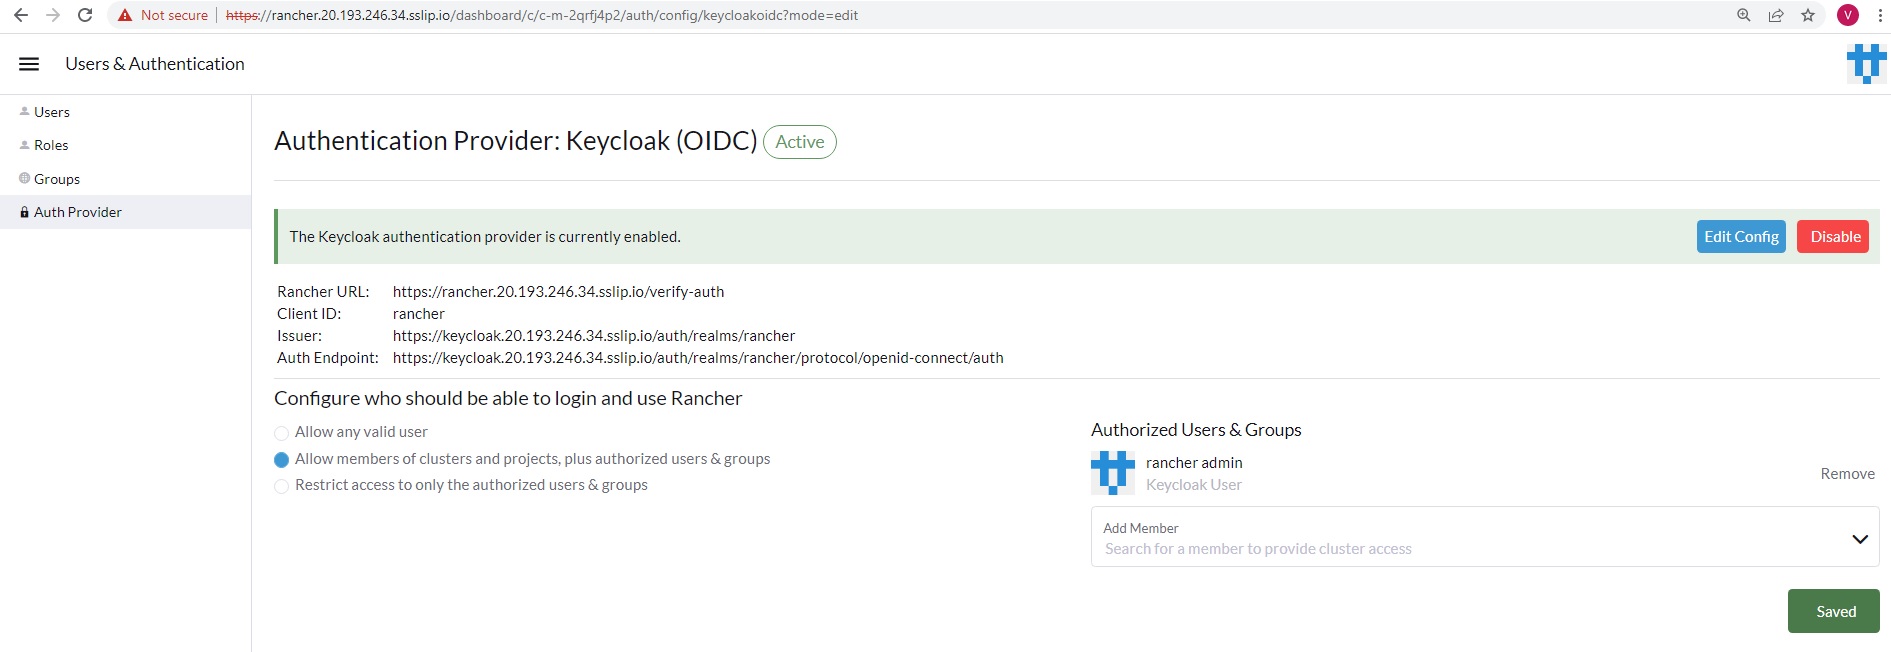 Not secure
https://rancher.20.193.246.34.sslip.io/dashboard/c/c-m-2qrfj4p2/auth/config/keycloakoidc?mode=edit
V
Users & Authentication
Users
Roles
Groups
Auth Provider
Authentication Provider: Keycloak (OIDC) Active
The Keycloak authentication provider is currently enabled.
Edit Config
Disable
Rancher URL: https://rancher.20.193.246.34.sslip.io/verify-auth
Client ID: rancher
Issuer: https://keycloak.20.193.246.34.sslip.io/auth/realms/rancher
Auth Endpoint: https://keycloak.20.193.246.34.sslip.io/auth/realms/rancher/protocol/openid-connect/auth
Configure who should be able to login and use Rancher
Allow any valid user
Allow members of clusters and projects, plus authorized users & groups
Restrict access to only the authorized users & groups
Authorized Users & Groups
rancher admin
Keycloak User
Remove
Add Member
Search for a member to provide cluster access
Saved